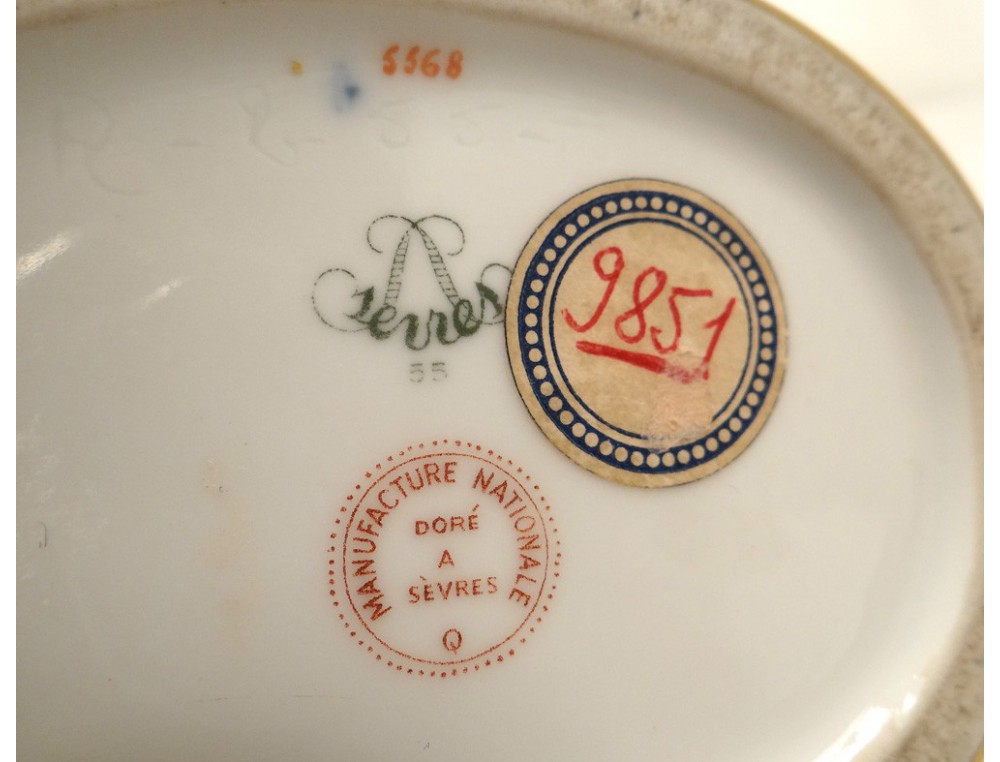 5568
Sèvres
55
9851
MANUFACTURE NATIONALE
DORÉ
A
SÈVRES
Q